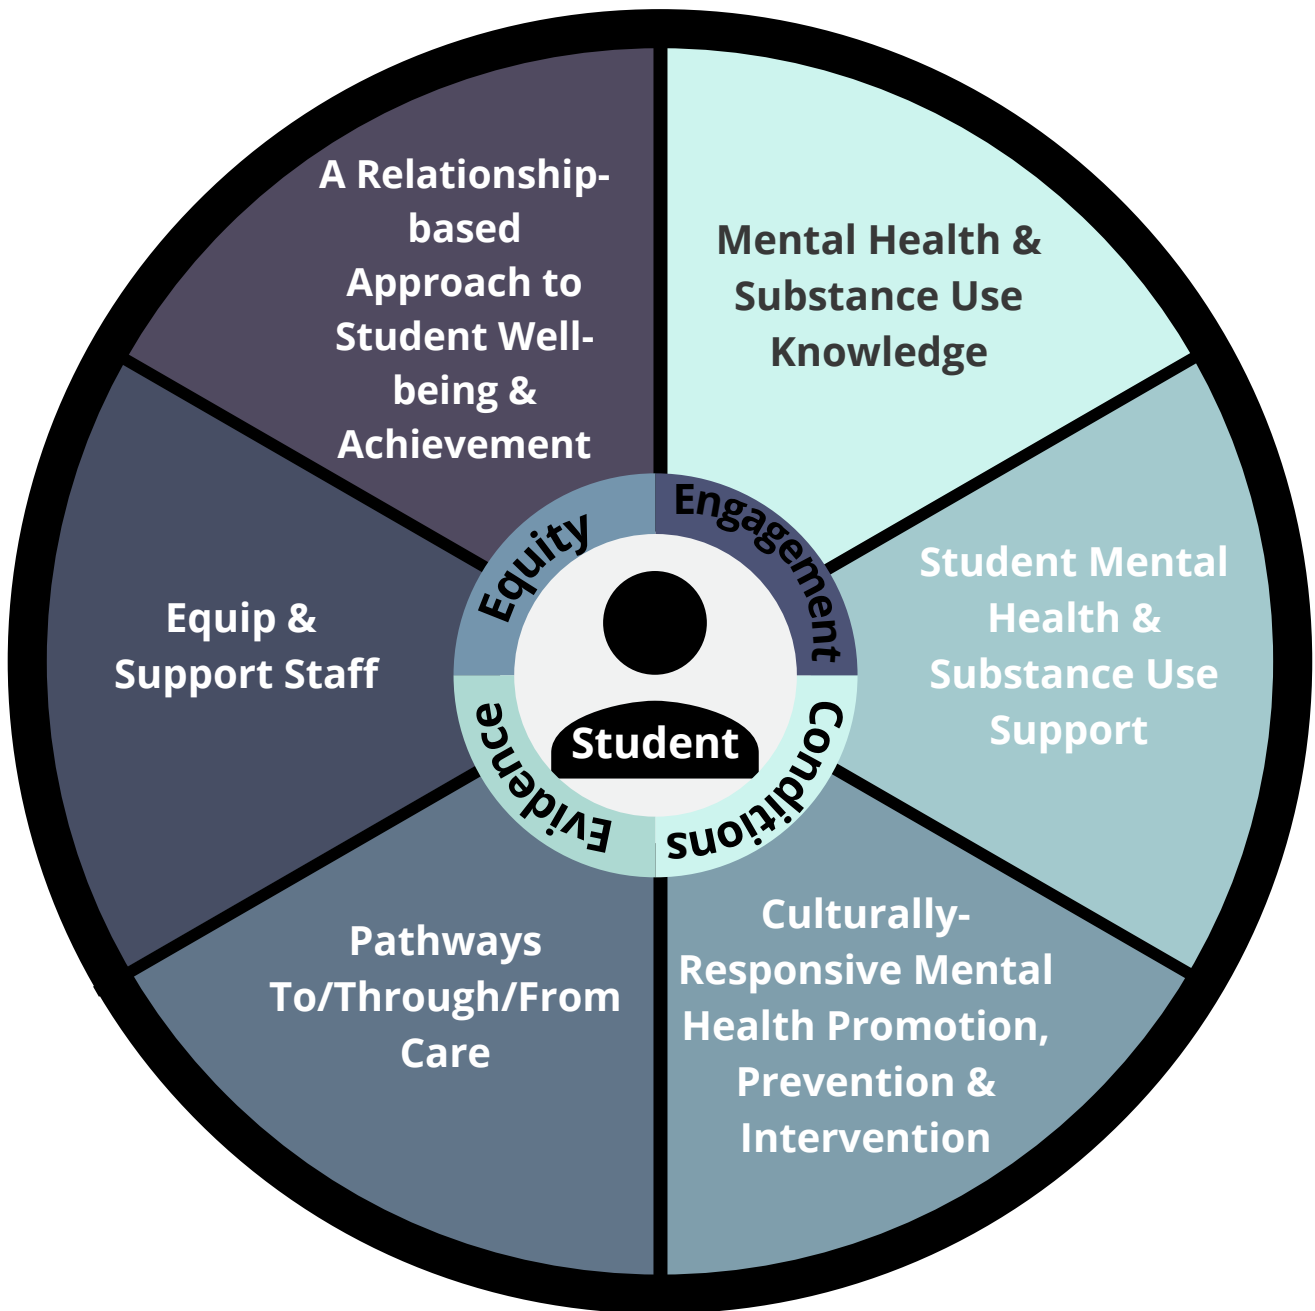 A Relationship-
based
Approach to
Student Well-
being &
Achievement
Mental Health &
Substance Use
Knowledge
Student Mental
Health &
Substance Use
Support
Culturally-
Responsive Mental
Health Promotion,
Prevention &
Intervention
Pathways
To/Through/From
Care
Equip &
Support Staff
Equity
Engagement
Conditions
Evidence
Student